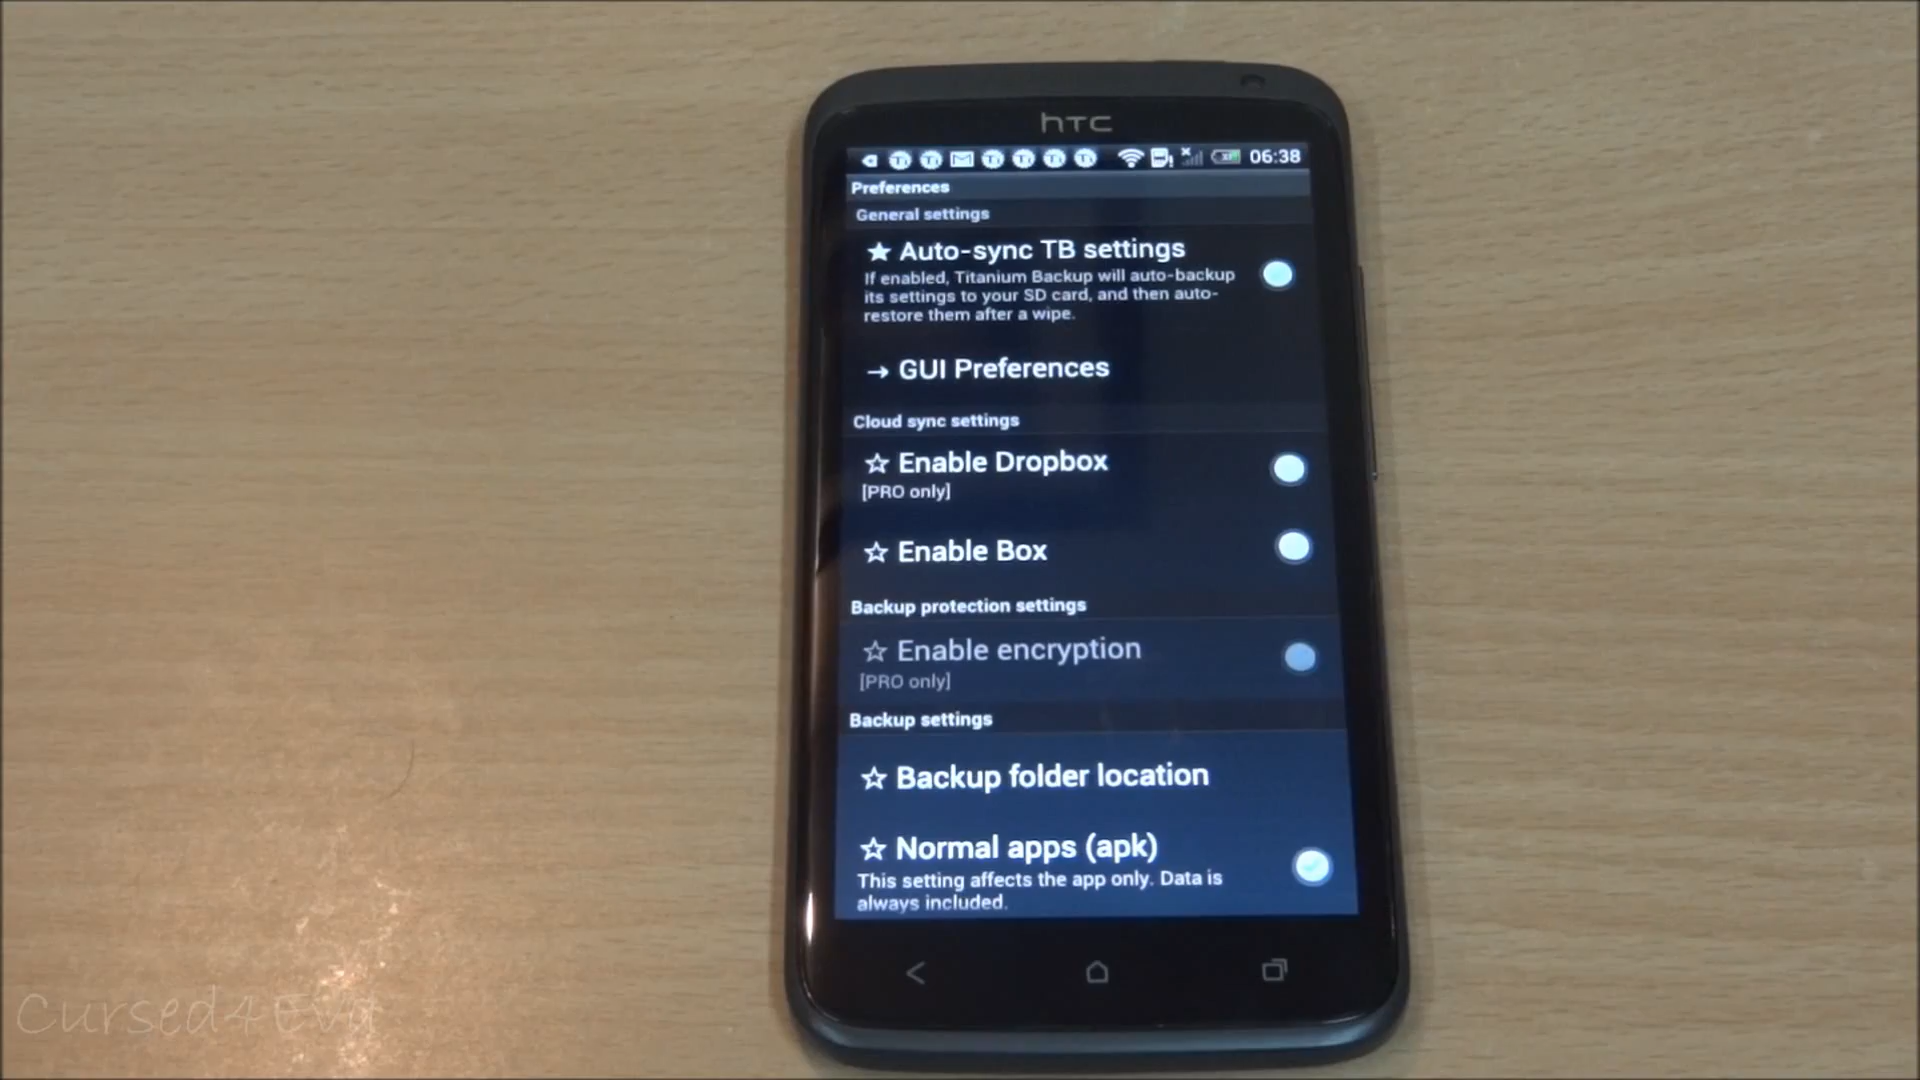 hTC
06:38
Preferences
General settings
★ Auto-sync TB settings
If enabled, Titanium Backup will auto-backup
its settings to your SD card, and then auto-
restore them after a wipe.
→ GUI Preferences
Cloud sync settings
☆ Enable Dropbox
[PRO only]
☆ Enable Box
Backup protection settings
☆ Enable encryption
[PRO only]
Backup settings
☆ Backup folder location
☆ Normal apps (apk)
This setting affects the app only. Data is
always included.
Cursed4Eva